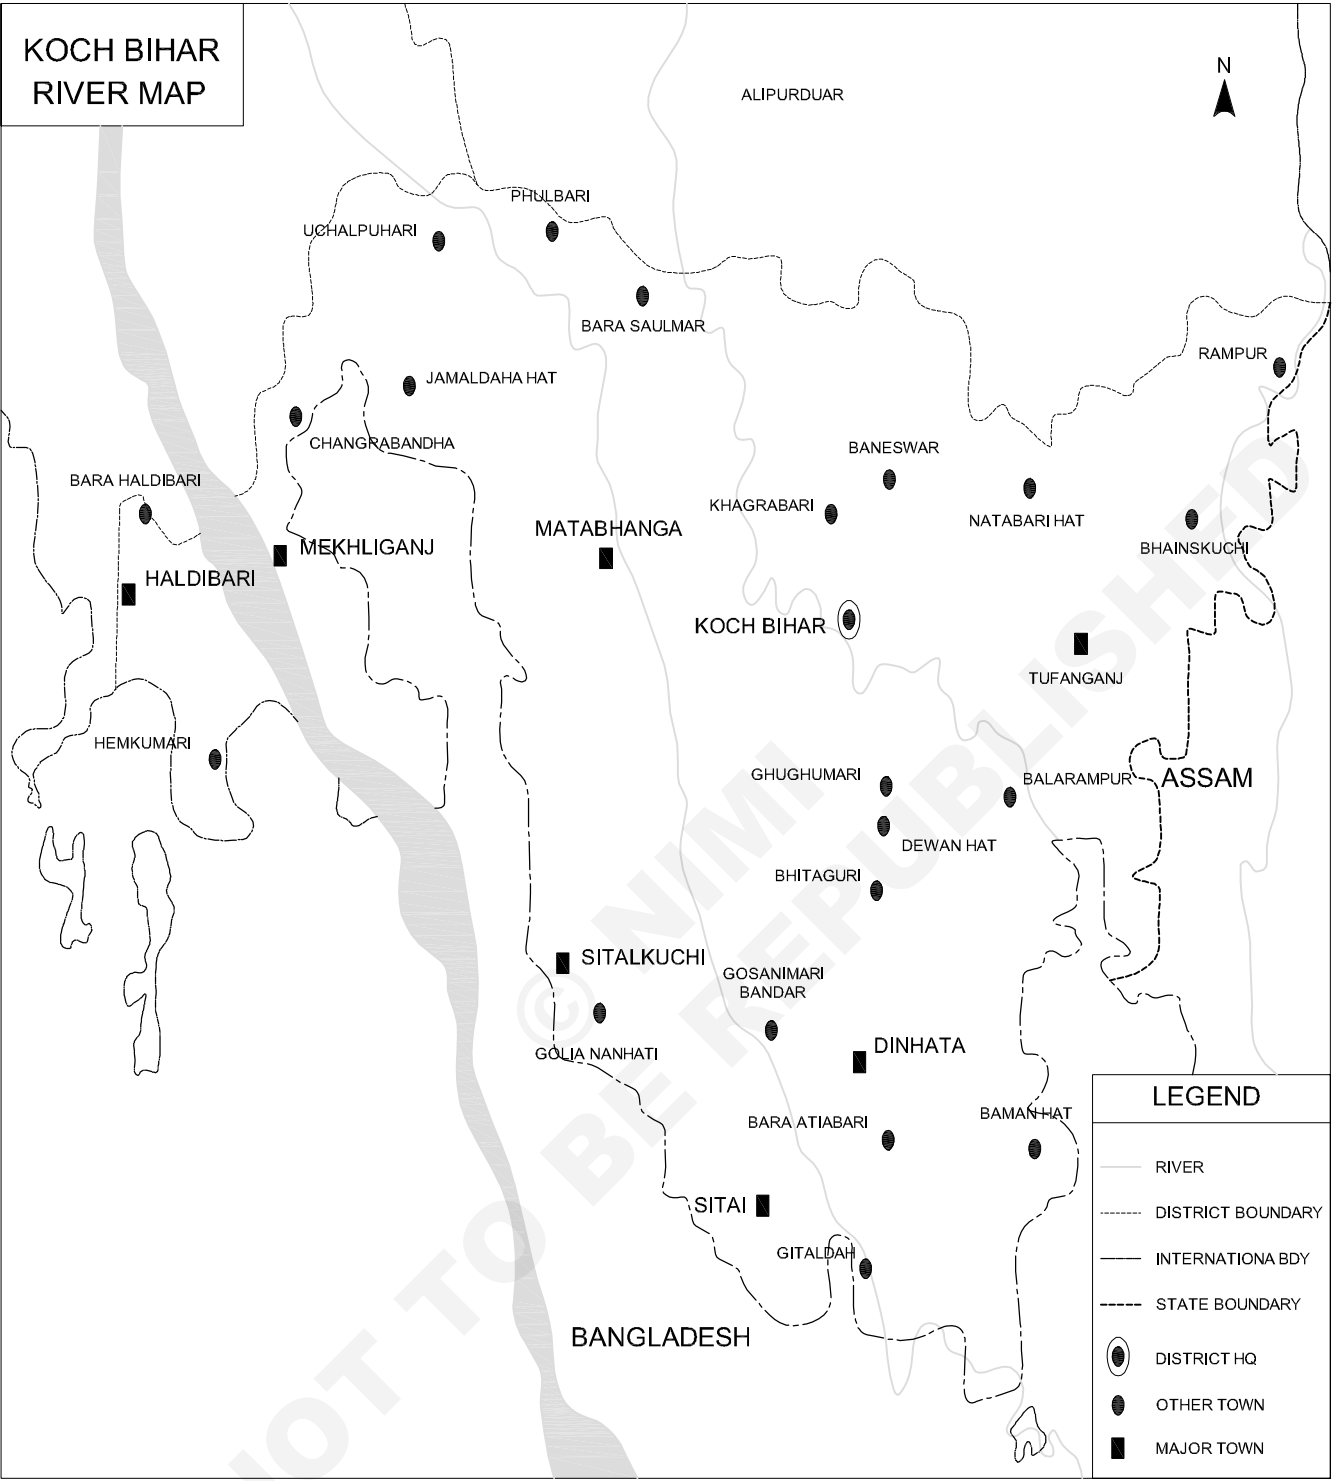 KOCH BIHAR
RIVER MAP
N
ALIPURDUAR
PHULBARI
UCHALPUHARI
BARA SAULMAR
RAMPUR
JAMALDAHA HAT
CHANGRABANDHA
BANESWAR
BARA HALDIBARI
KHAGRABARI
NATABARI HAT
MATABHANGA
BHAINSKUCHI
MEKHLIGANJ
HALDIBARI
KOCH BIHAR
TUFANGANJ
HEMKUMARI
GHUGHUMARI
BALARAMPUR
ASSAM
DEWAN HAT
BHITAGURI
SITALKUCHI
GOSANIMARI
BANDAR
GOLIA NANHATI
DINHATA
BARA ATIABARI
BAMAN HAT
SITAI
GITALDAH
BANGLADESH
LEGEND
RIVER
DISTRICT BOUNDARY
INTERNATIONA BDY
STATE BOUNDARY
DISTRICT HQ
OTHER TOWN
MAJOR TOWN
© NIMI
NOT TO BE REPUBLISHED